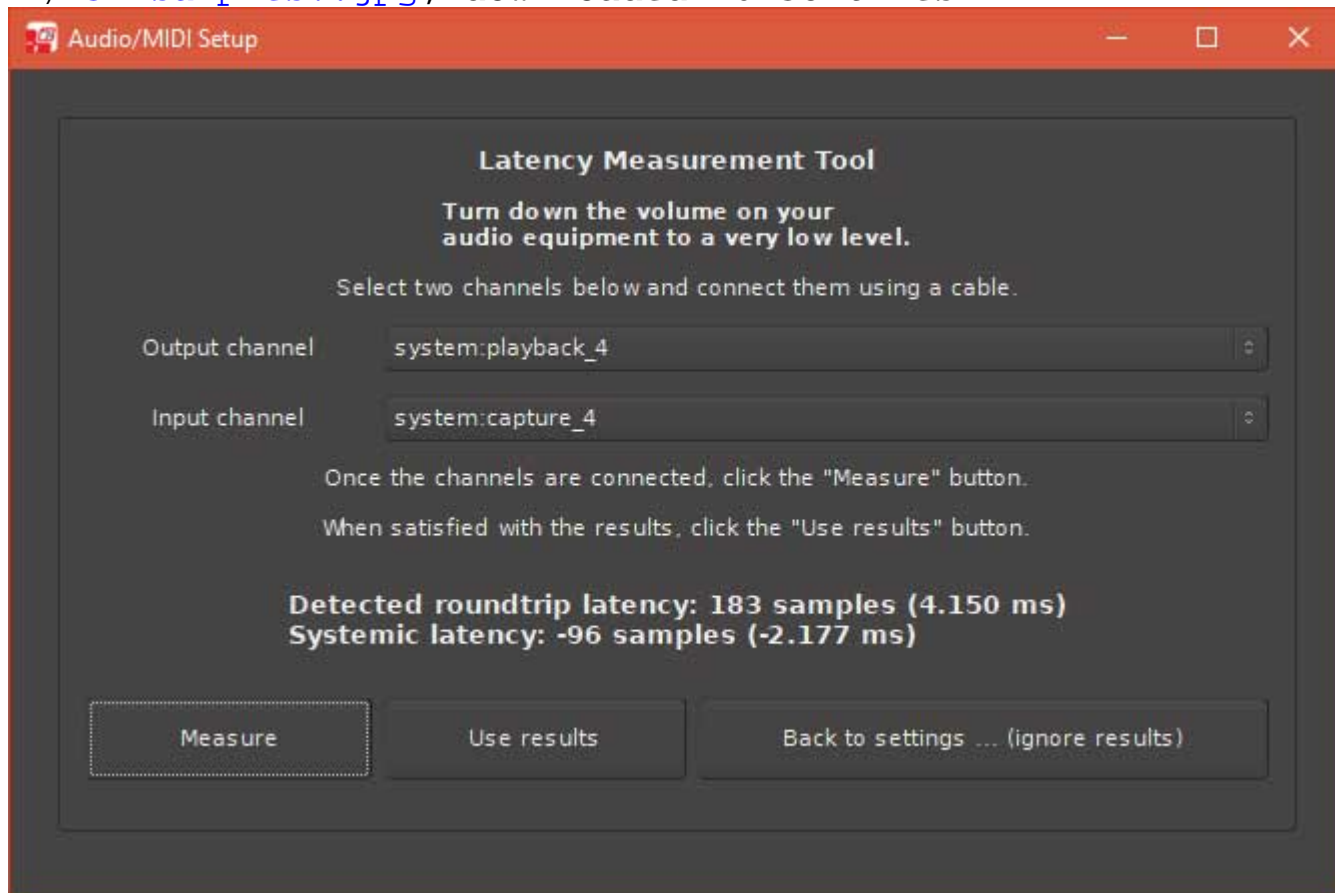 Audio/MIDI Setup
Latency Measurement Tool
Turn down the volume on your
audio equipment to a very low level.
Select two channels below and connect them using a cable.
Output channel system:playback_4
Input channel system:capture_4
Once the channels are connected, click the "Measure" button.
When satisfied with the results, click the "Use results" button.
Detected roundtrip latency: 183 samples (4.150 ms)
Systemic latency: -96 samples (-2.177 ms)
Measure Use results Back to settings ... (ignore results)